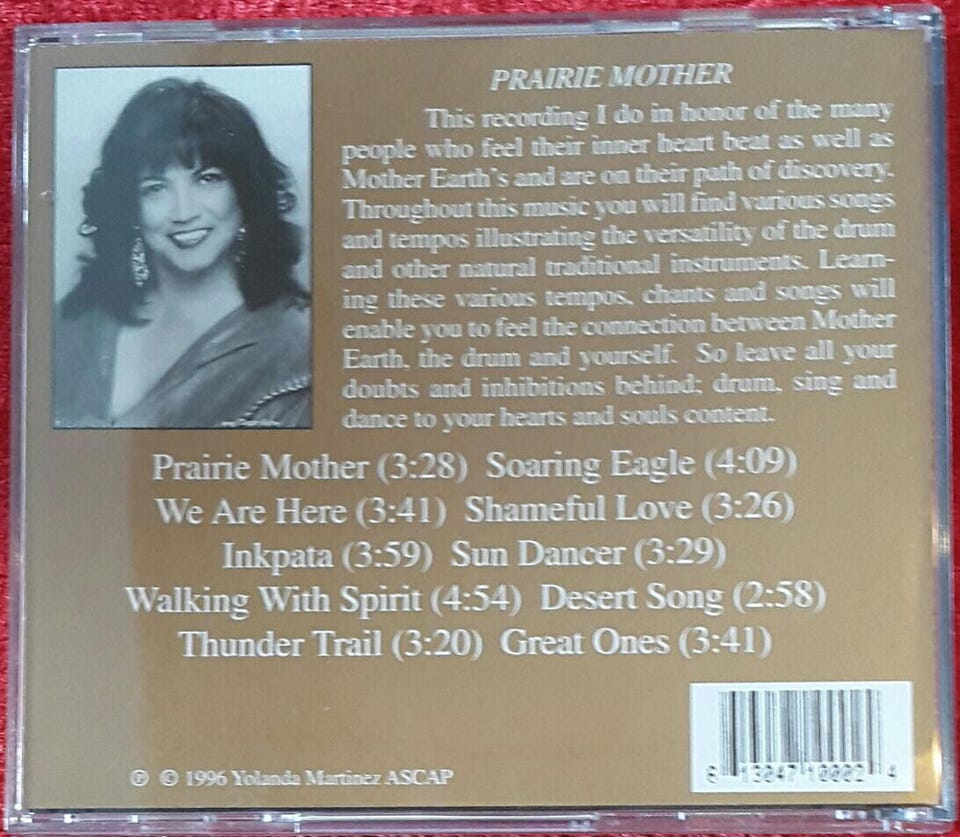 PRAIRIE MOTHER
This recording I do in honor of the many
people who feel their inner heart beat as well as
Mother Earth's and are on their path of discovery.
Throughout this music you will find various songs
and tempos illustrating the versatility of the drum
and other natural traditional instruments. Learn-
ing these various tempos, chants and songs will
enable you to feel the connection between Mother
Earth, the drum and yourself. So leave all your
doubts and inhibitions behind; drum, sing and
dance to your hearts and souls content.
Prairie Mother (3:28) Soaring Eagle (4:09)
We Are Here (3:41) Shameful Love (3:26)
Inkpata (3:59) Sun Dancer (3:29)
Walking With Spirit (4:54) Desert Song (2:58)
Thunder Trail (3:20) Great Ones (3:41)
6 13047 10002 4
℗ © 1996 Yolanda Martinez ASCAP